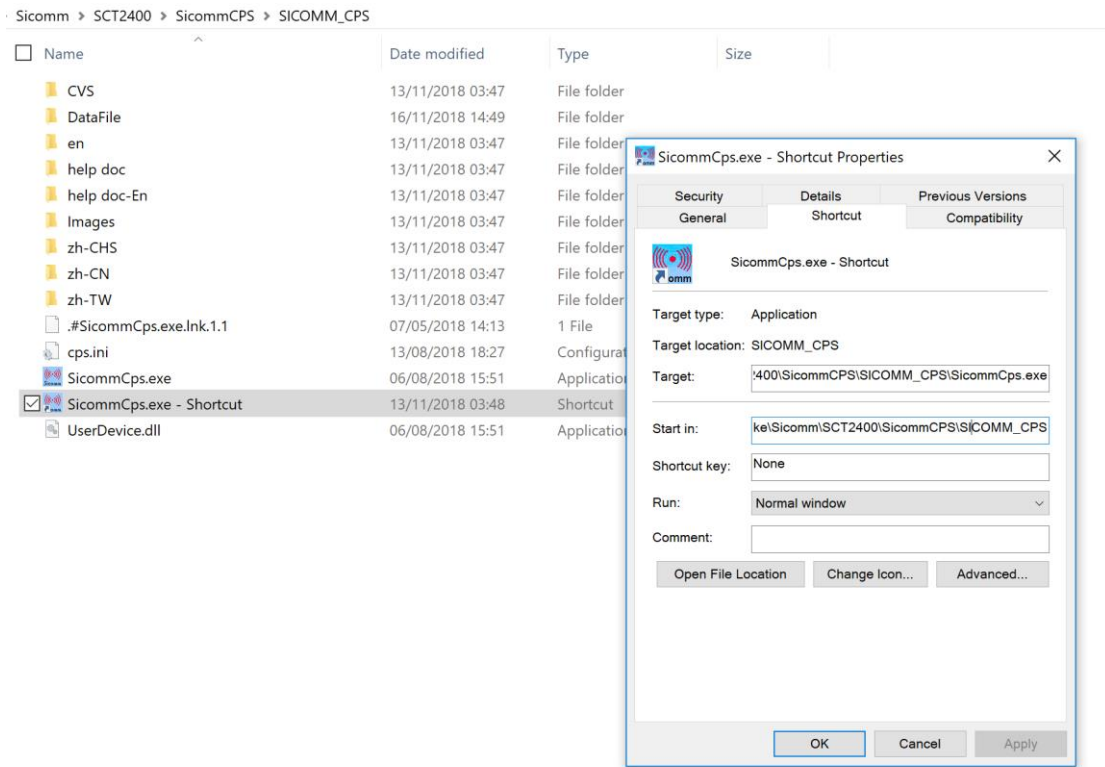 Sicomm > SCT2400 > SicommCPS > SICOMM_CPS
Name Date modified Type Size
CVS 13/11/2018 03:47 File folder
DataFile 16/11/2018 14:49 File folder
en 13/11/2018 03:47 File folder
help doc 13/11/2018 03:47 File folder
help doc-En 13/11/2018 03:47 File folder
Images 13/11/2018 03:47 File folder
zh-CHS 13/11/2018 03:47 File folder
zh-CN 13/11/2018 03:47 File folder
zh-TW 13/11/2018 03:47 File folder
.#SicommCps.exe.lnk.1.1 07/05/2018 14:13 1 File
cps.ini 13/08/2018 18:27 Configurat
SicommCps.exe 06/08/2018 15:51 Application
SicommCps.exe - Shortcut 13/11/2018 03:48 Shortcut
UserDevice.dll 06/08/2018 15:51 Application
SicommCps.exe - Shortcut Properties
Security Details Previous Versions
General Shortcut Compatibility
omm
SicommCps.exe - Shortcut
Target type: Application
Target location: SICOMM_CPS
Target: :400\SicommCPS\SICOMM_CPS\SicommCps.exe
Start in: ke\Sicomm\SCT2400\SicommCPS\SICOMM_CPS
Shortcut key: None
Run: Normal window
Comment:
Open File Location Change Icon... Advanced...
OK Cancel Apply